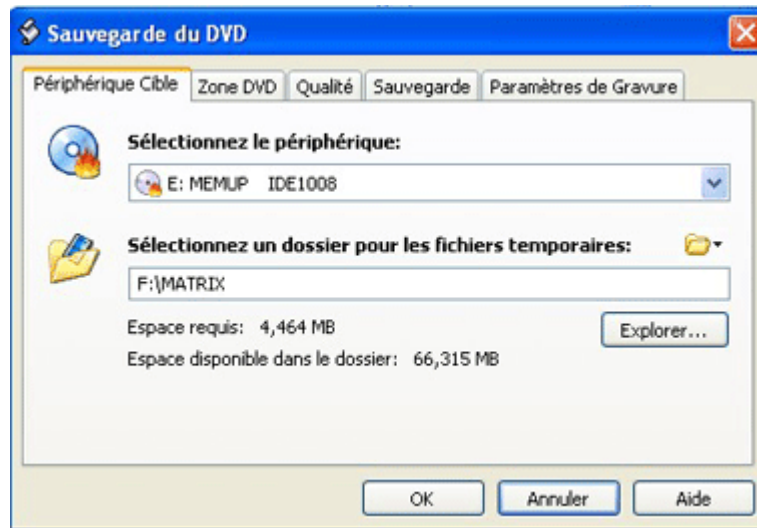 Sauvegarde du DVD
Périphérique Cible Zone DVD Qualité Sauvegarde Paramètres de Gravure
Sélectionnez le périphérique:
E: MEMUP IDE1008
Sélectionnez un dossier pour les fichiers temporaires:
F:\MATRIX
Espace requis: 4,464 MB
Explorer...
Espace disponible dans le dossier: 66,315 MB
OK Annuler Aide